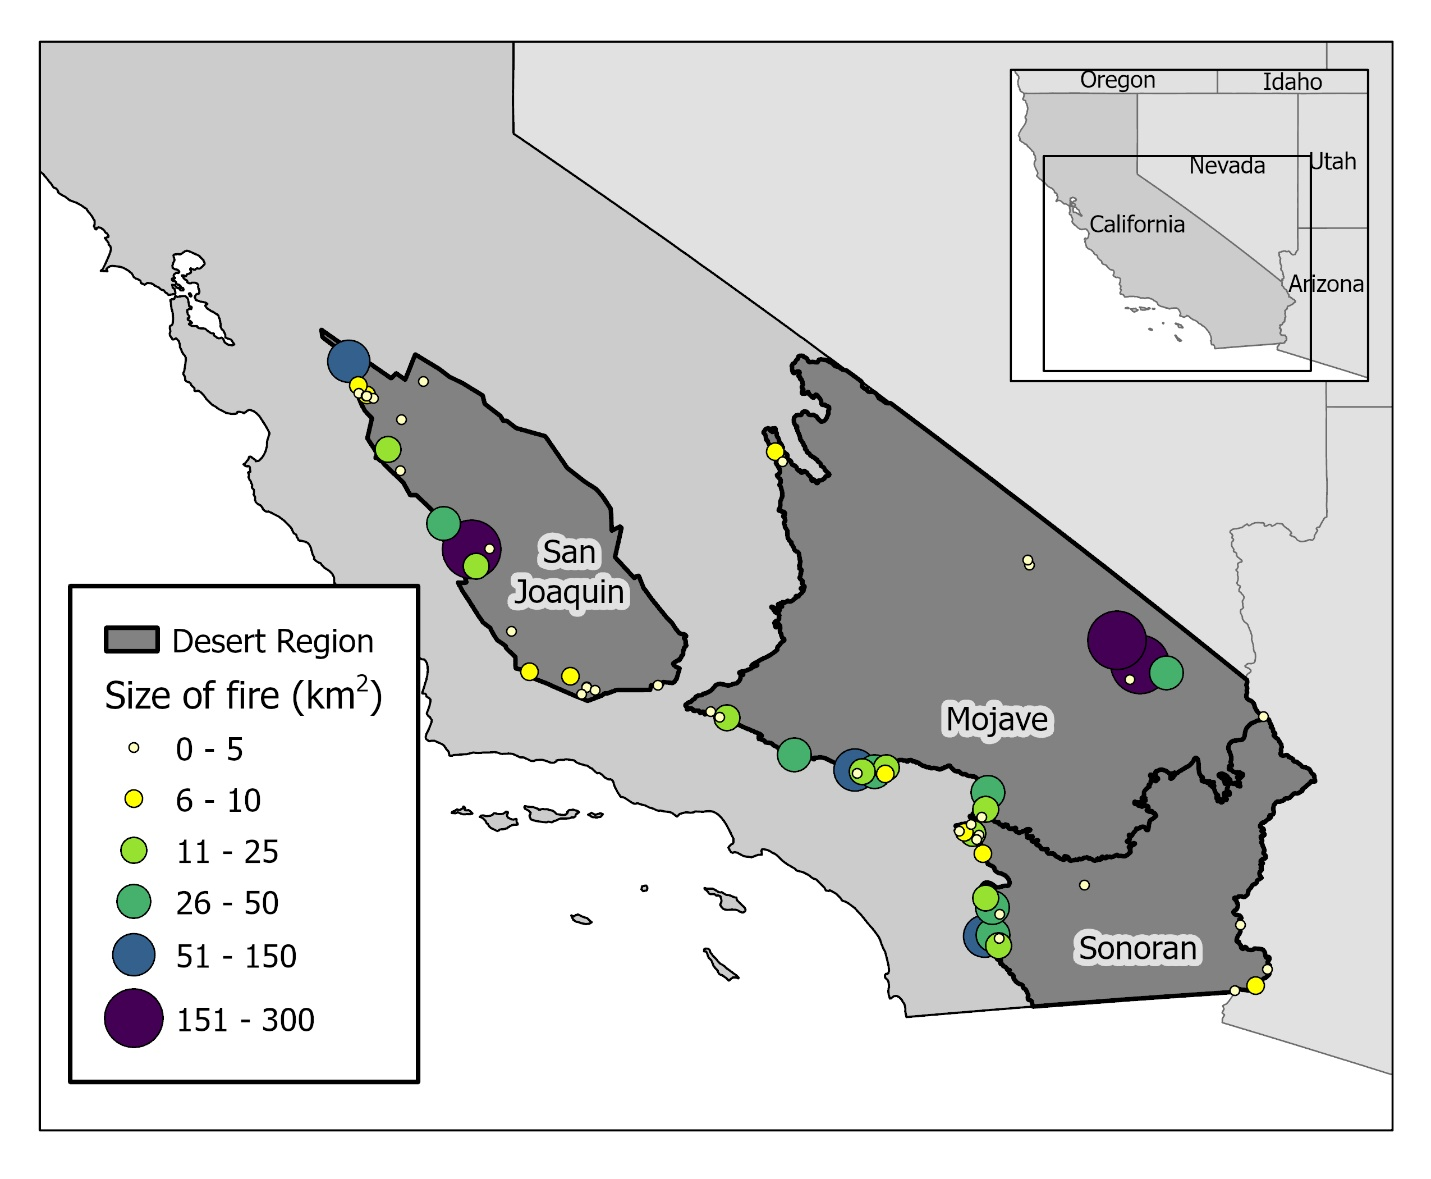 Oregon
Idaho
Nevada
Utah
California
Arizona
San
Joaquin
Mojave
Sonoran
Desert Region
Size of fire (km²)
0 - 5
6 - 10
11 - 25
26 - 50
51 - 150
151 - 300